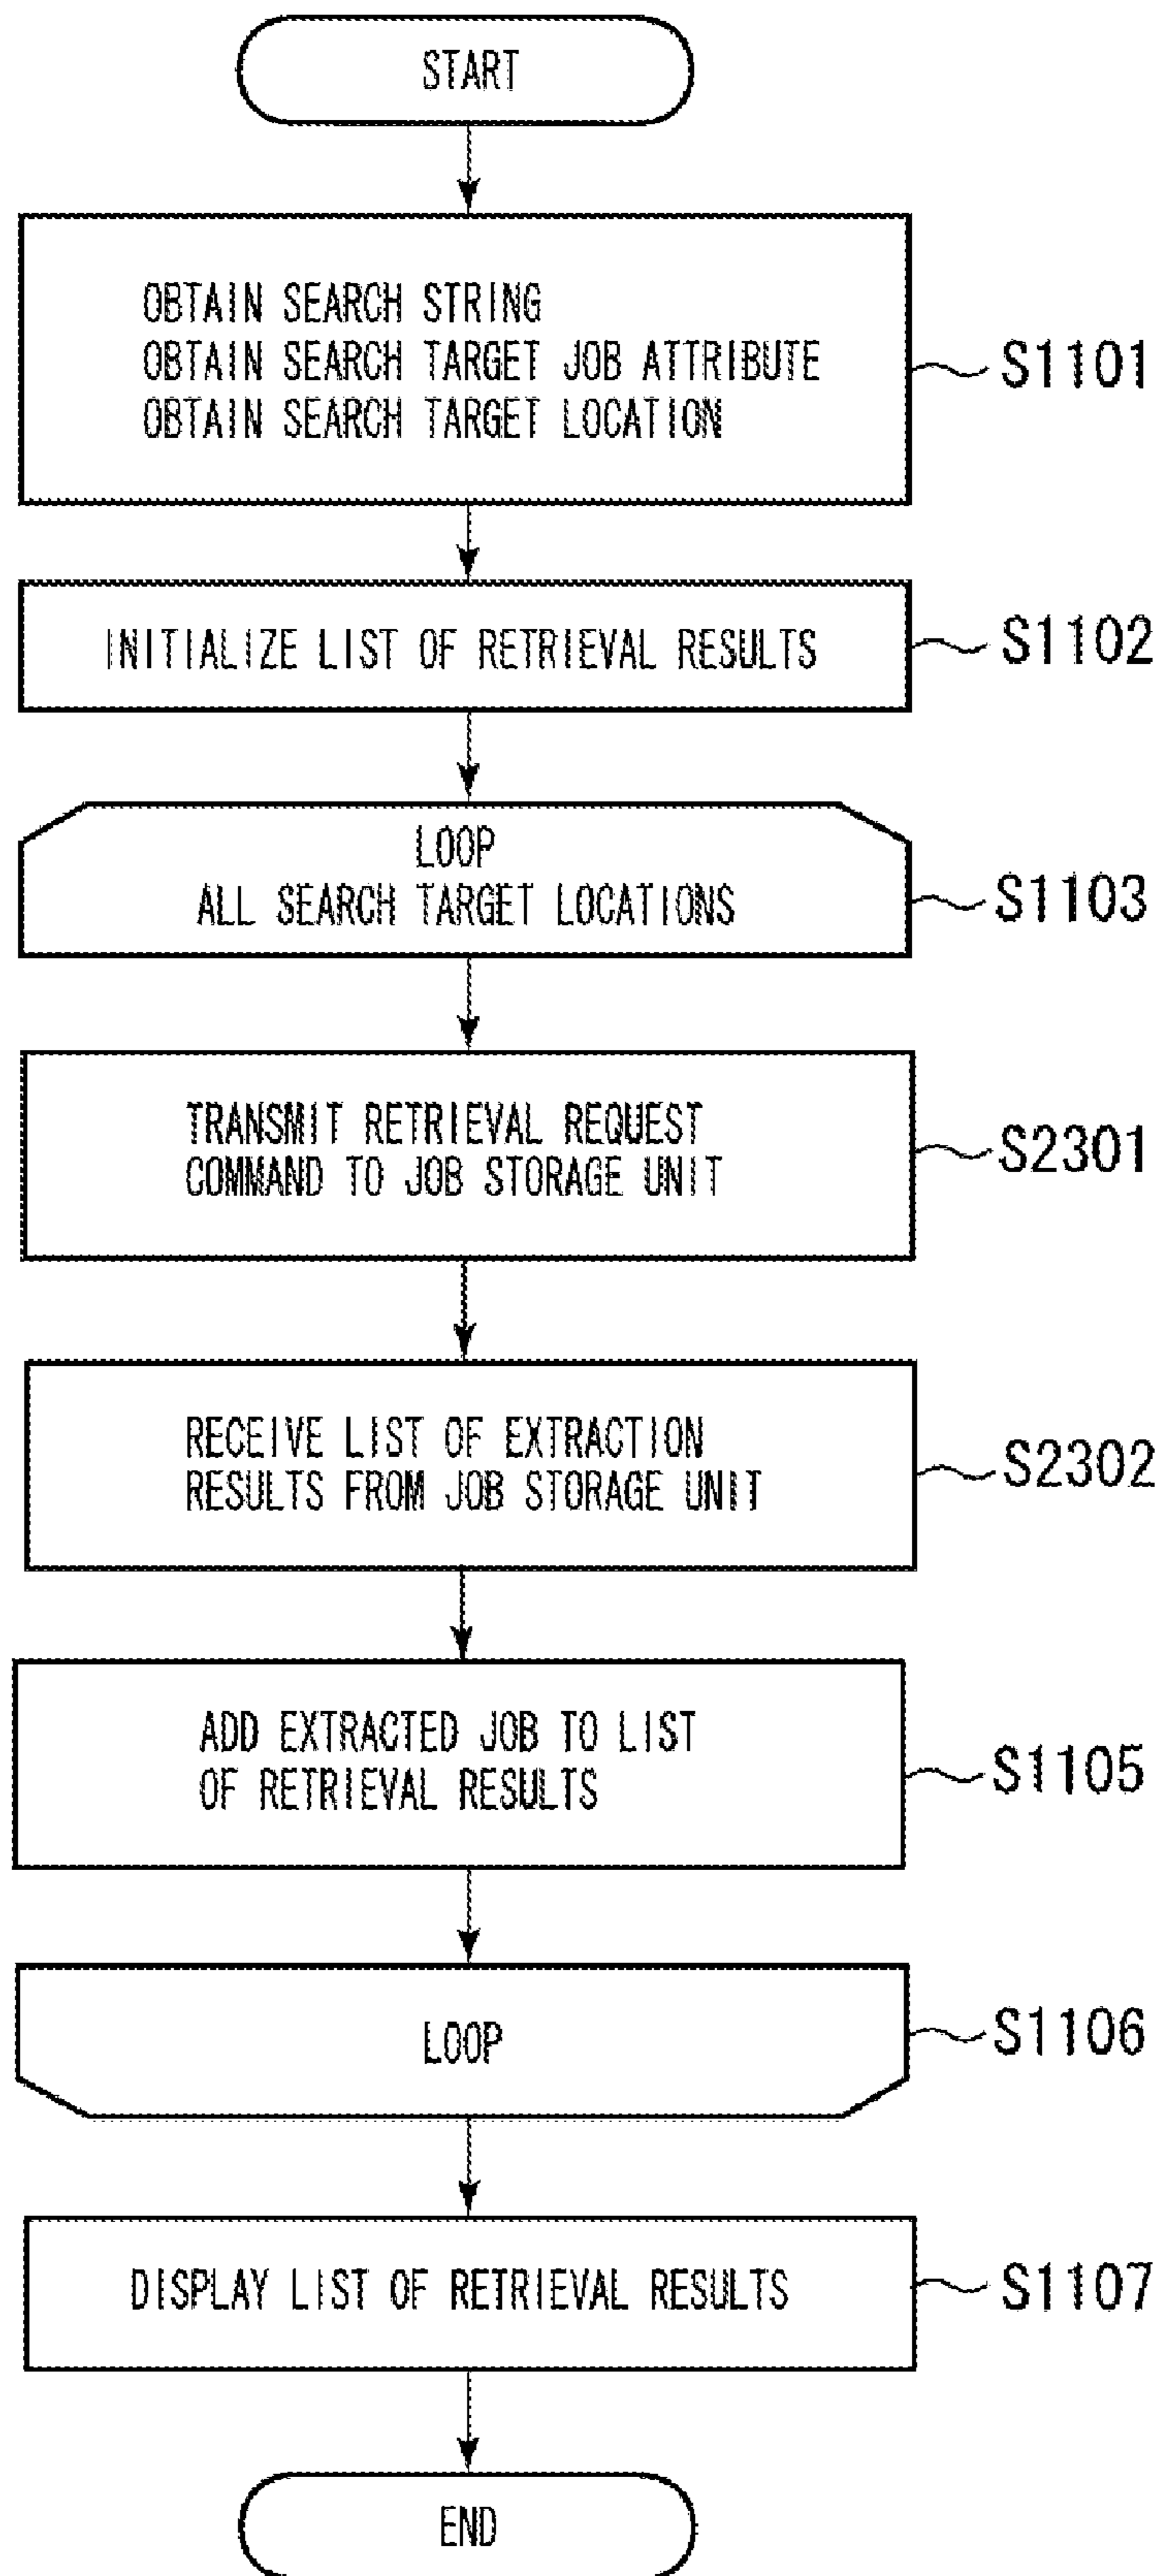 START
OBTAIN SEARCH STRING
OBTAIN SEARCH TARGET JOB ATTRIBUTE
OBTAIN SEARCH TARGET LOCATION
S1101
INITIALIZE LIST OF RETRIEVAL RESULTS
S1102
LOOP
ALL SEARCH TARGET LOCATIONS
S1103
TRANSMIT RETRIEVAL REQUEST
COMMAND TO JOB STORAGE UNIT
S2301
RECEIVE LIST OF EXTRACTION
RESULTS FROM JOB STORAGE UNIT
S2302
ADD EXTRACTED JOB TO LIST
OF RETRIEVAL RESULTS
S1105
LOOP
S1106
DISPLAY LIST OF RETRIEVAL RESULTS
S1107
END